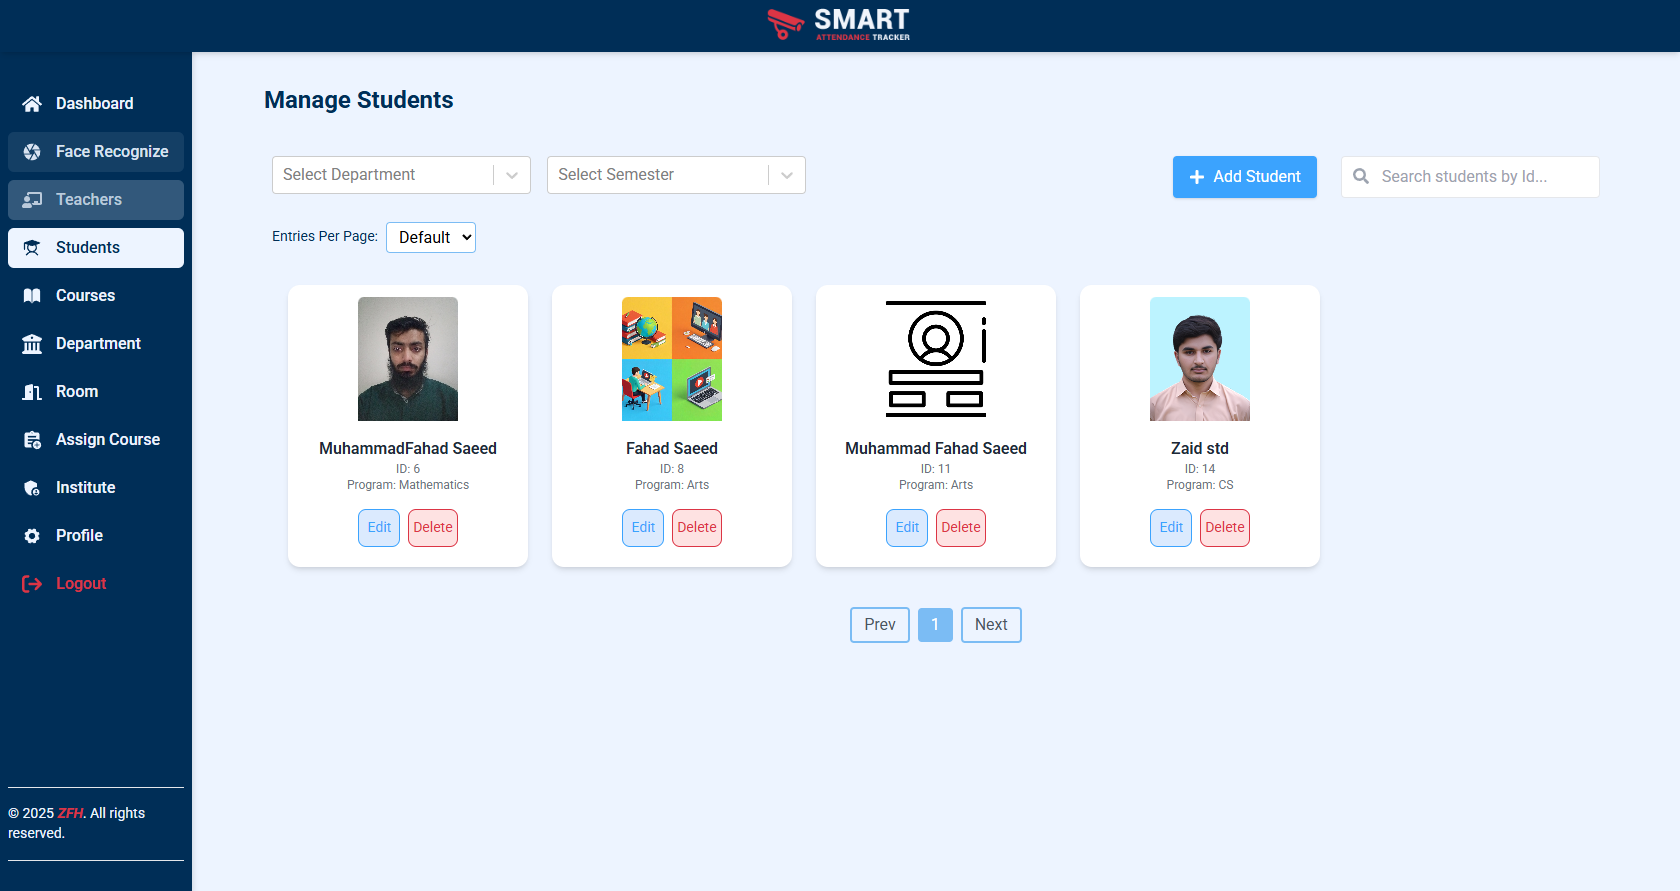 SMART
ATTENDANCE TRACKER
Dashboard
Face Recognize
Teachers
Students
Courses
Department
Room
Assign Course
Institute
Profile
Logout
© 2025 ZFH. All rights
reserved.
Manage Students
Select Department
Select Semester
Add Student
Search students by Id...
Entries Per Page:
Default
MuhammadFahad Saeed
ID: 6
Program: Mathematics
Edit
Delete
Fahad Saeed
ID: 8
Program: Arts
Edit
Delete
Muhammad Fahad Saeed
ID: 11
Program: Arts
Edit
Delete
Zaid std
ID: 14
Program: CS
Edit
Delete
Prev
1
Next